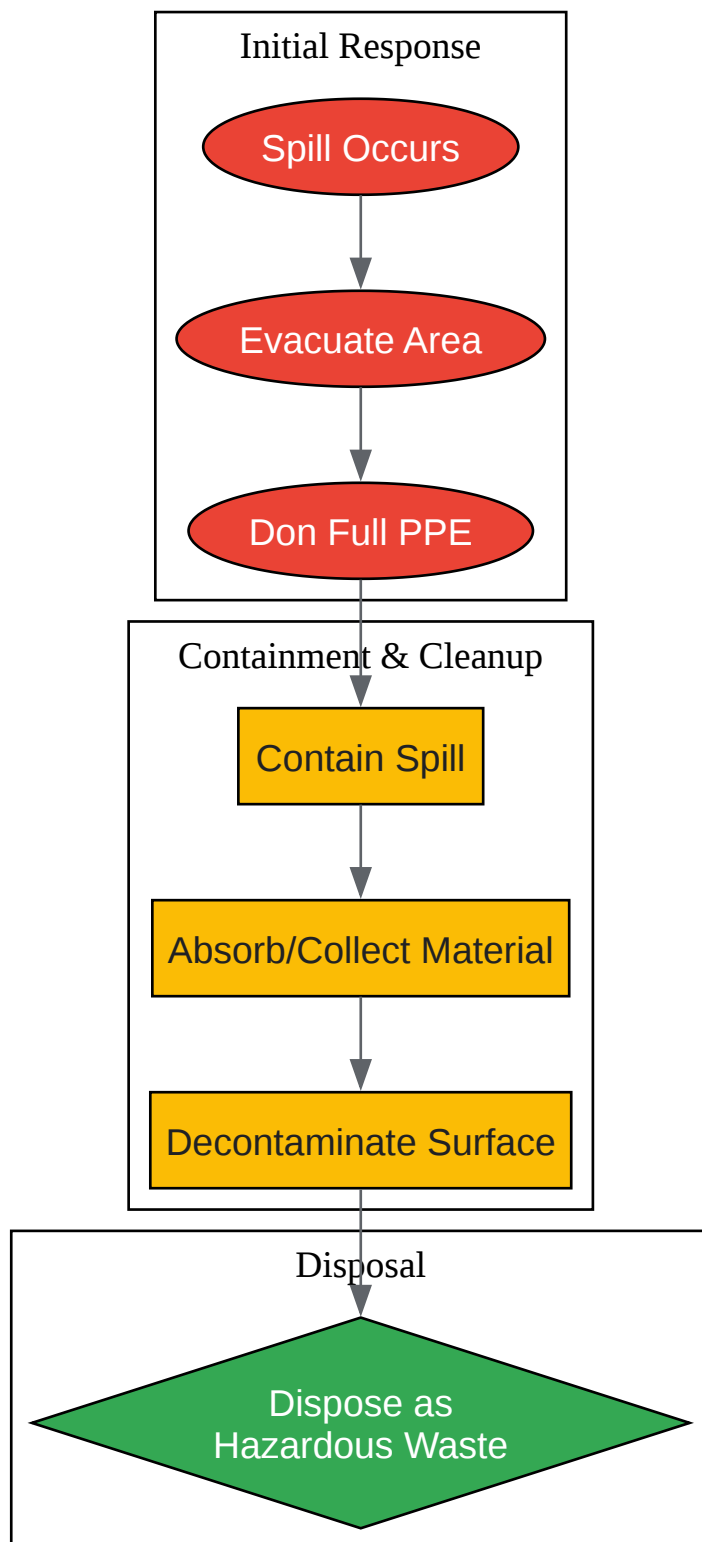 Initial Response
Spill Occurs
Evacuate Area
Don Full PPE
Containment & Cleanup
Contain Spill
Absorb/Collect Material
Decontaminate Surface
Disposal
Dispose as
Hazardous Waste